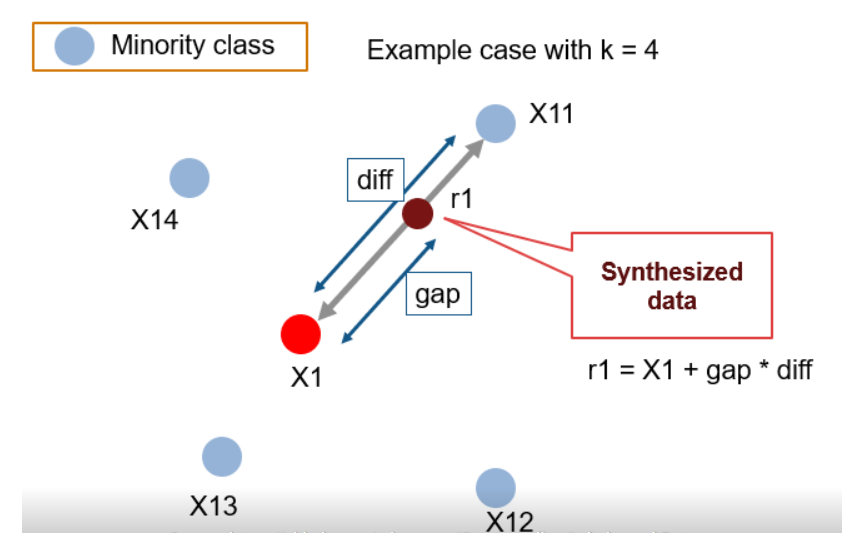 Minority class
Example case with k = 4
X11
diff
r1
X14
gap
Synthesized
data
X1
r1 = X1 + gap * diff
X13
X12